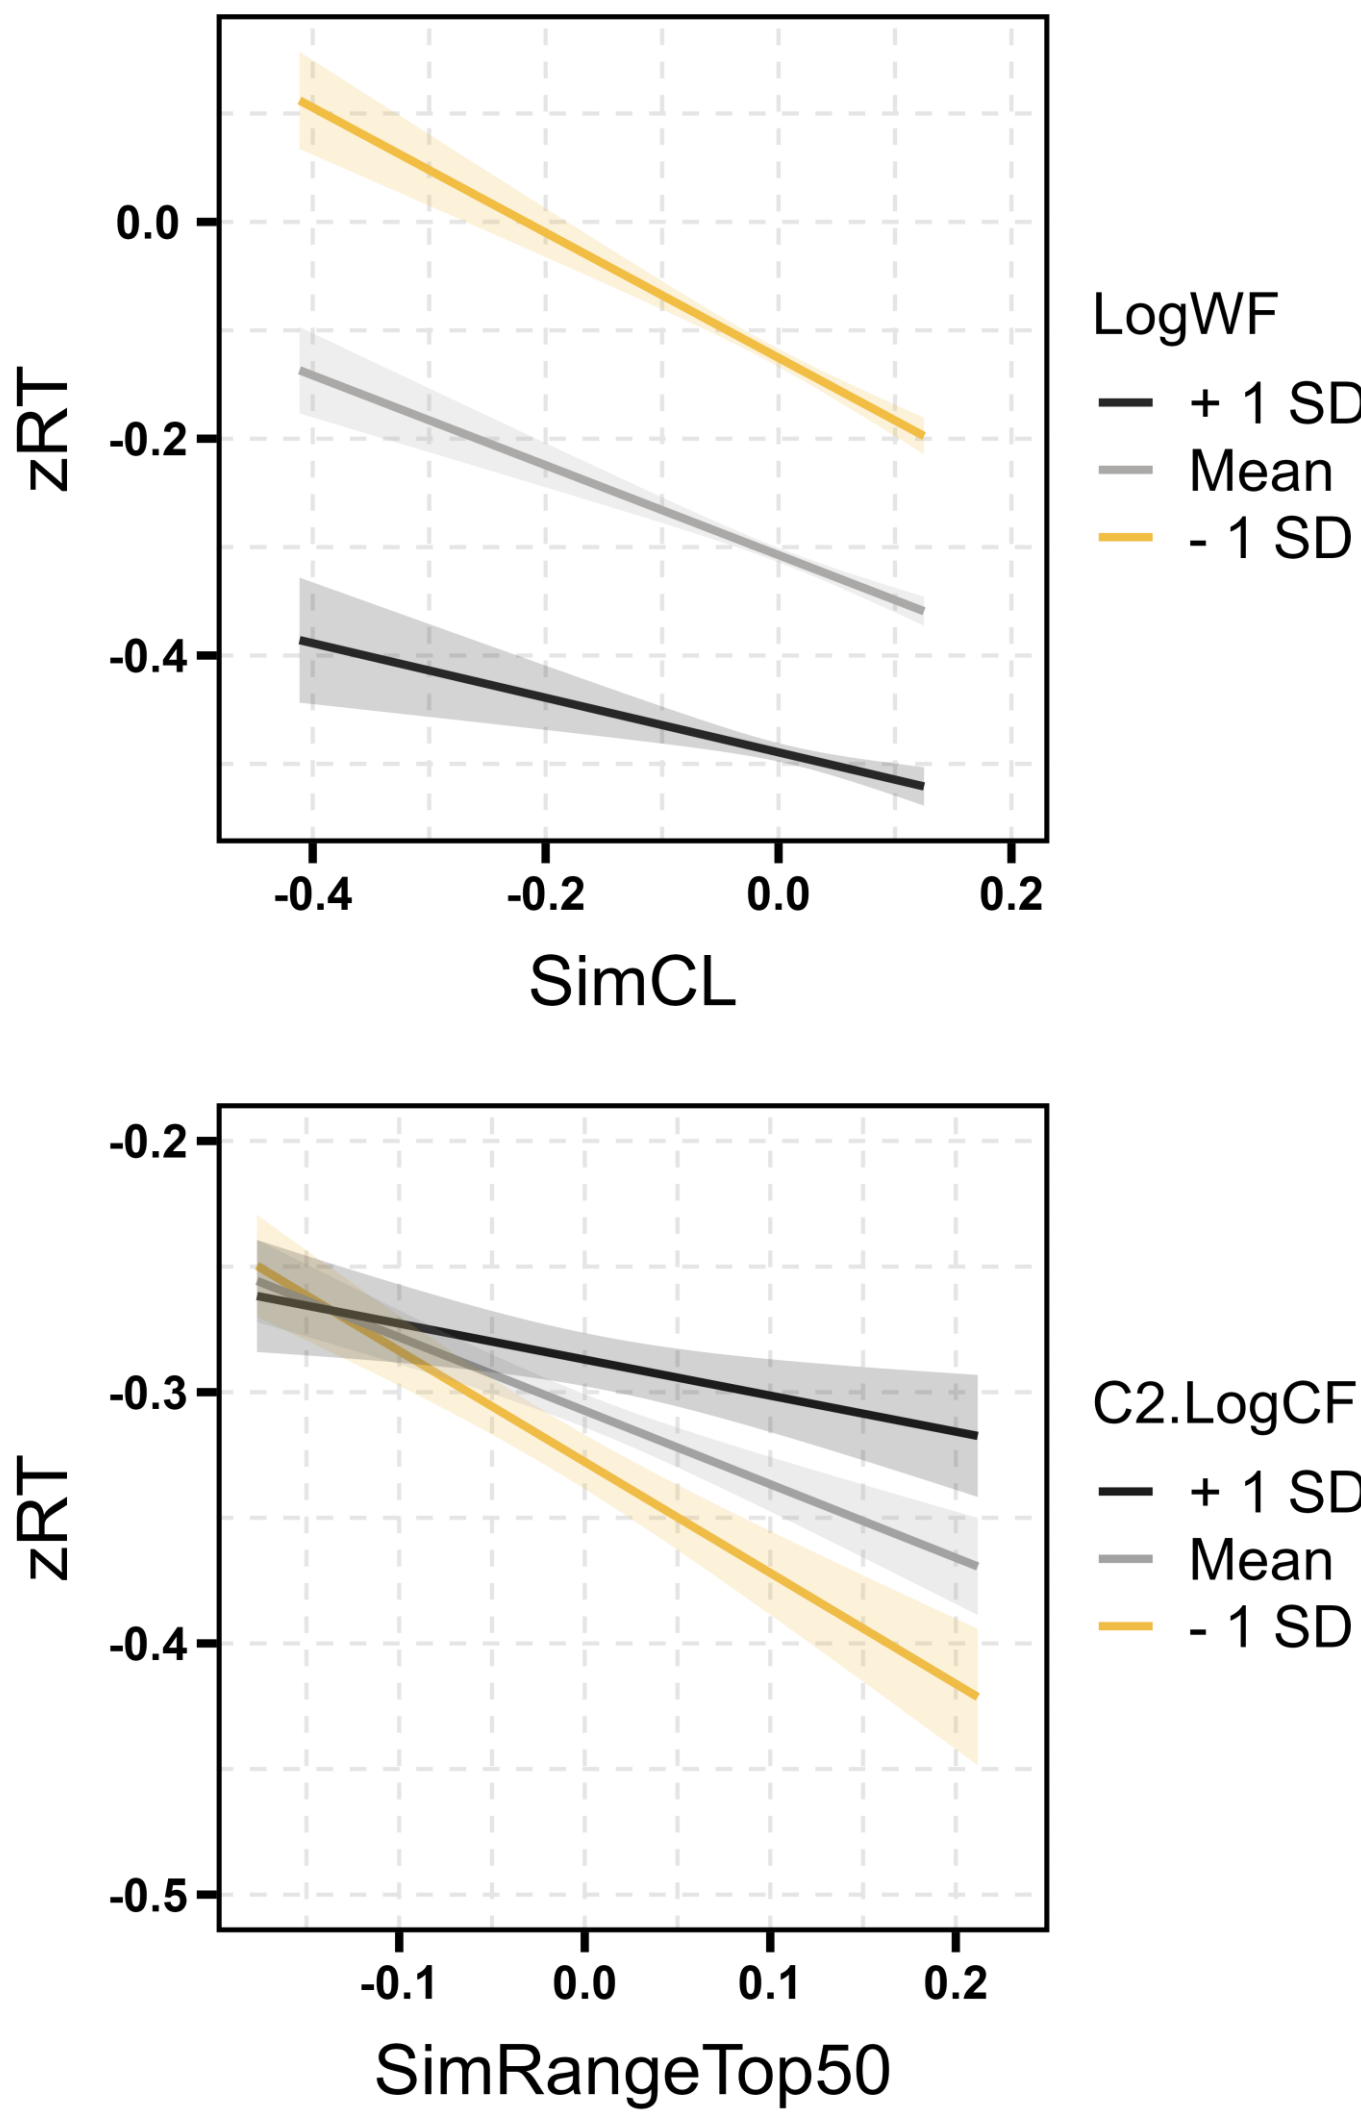 0.0
-0.2
-0.4
zRT
-0.4 -0.2 0.0 0.2
SimCL
LogWF
+ 1 SD
Mean
- 1 SD
-0.2
-0.3
-0.4
-0.5
zRT
-0.1 0.0 0.1 0.2
SimRangeTop50
C2.LogCF
+ 1 SD
Mean
- 1 SD